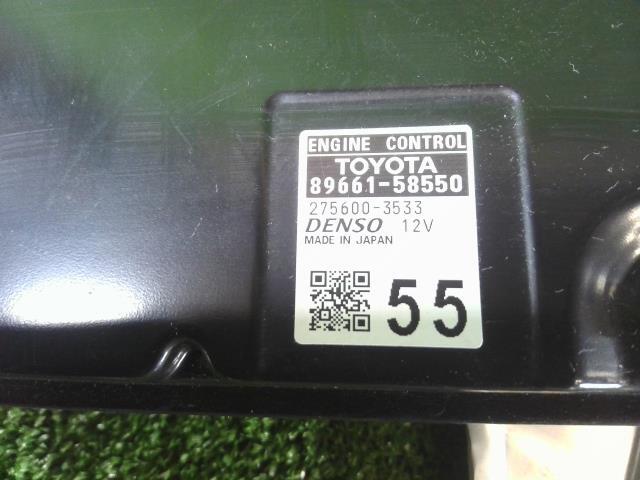 ENGINE CONTROL
TOYOTA
89661-58550
275600-3533
DENSO 12V
MADE IN JAPAN
55